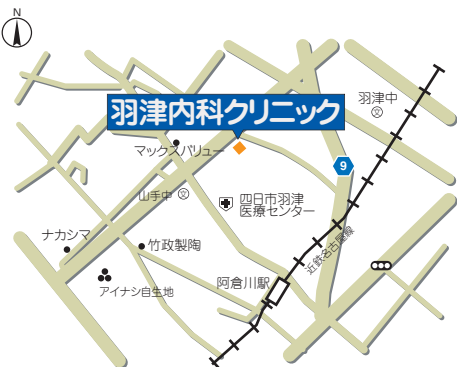 N
羽津中
羽津内科クリニック
マックスバリュー
9
山手中
四日市羽津
医療センター
ナカシマ
竹政製陶
近鉄名古屋線
阿倉川駅
アイナシ自生地